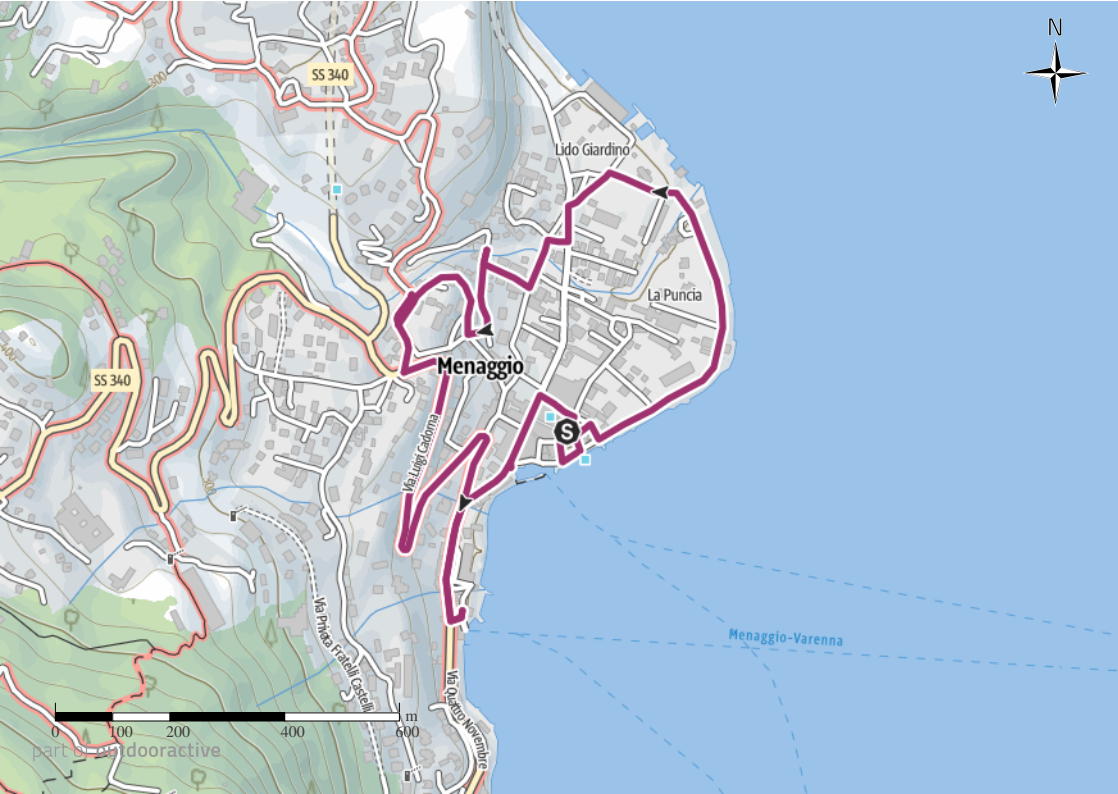 N
SS 340
300
Lido Giardino
La Puncia
400
SS 340
Menaggio
Via Luigi Cadorna
S
300
Via Privata Fratelli Castelli
Menaggio-Varenna
Via Quattro Novembre
m
0 100 200 400 600
part of outdooractive